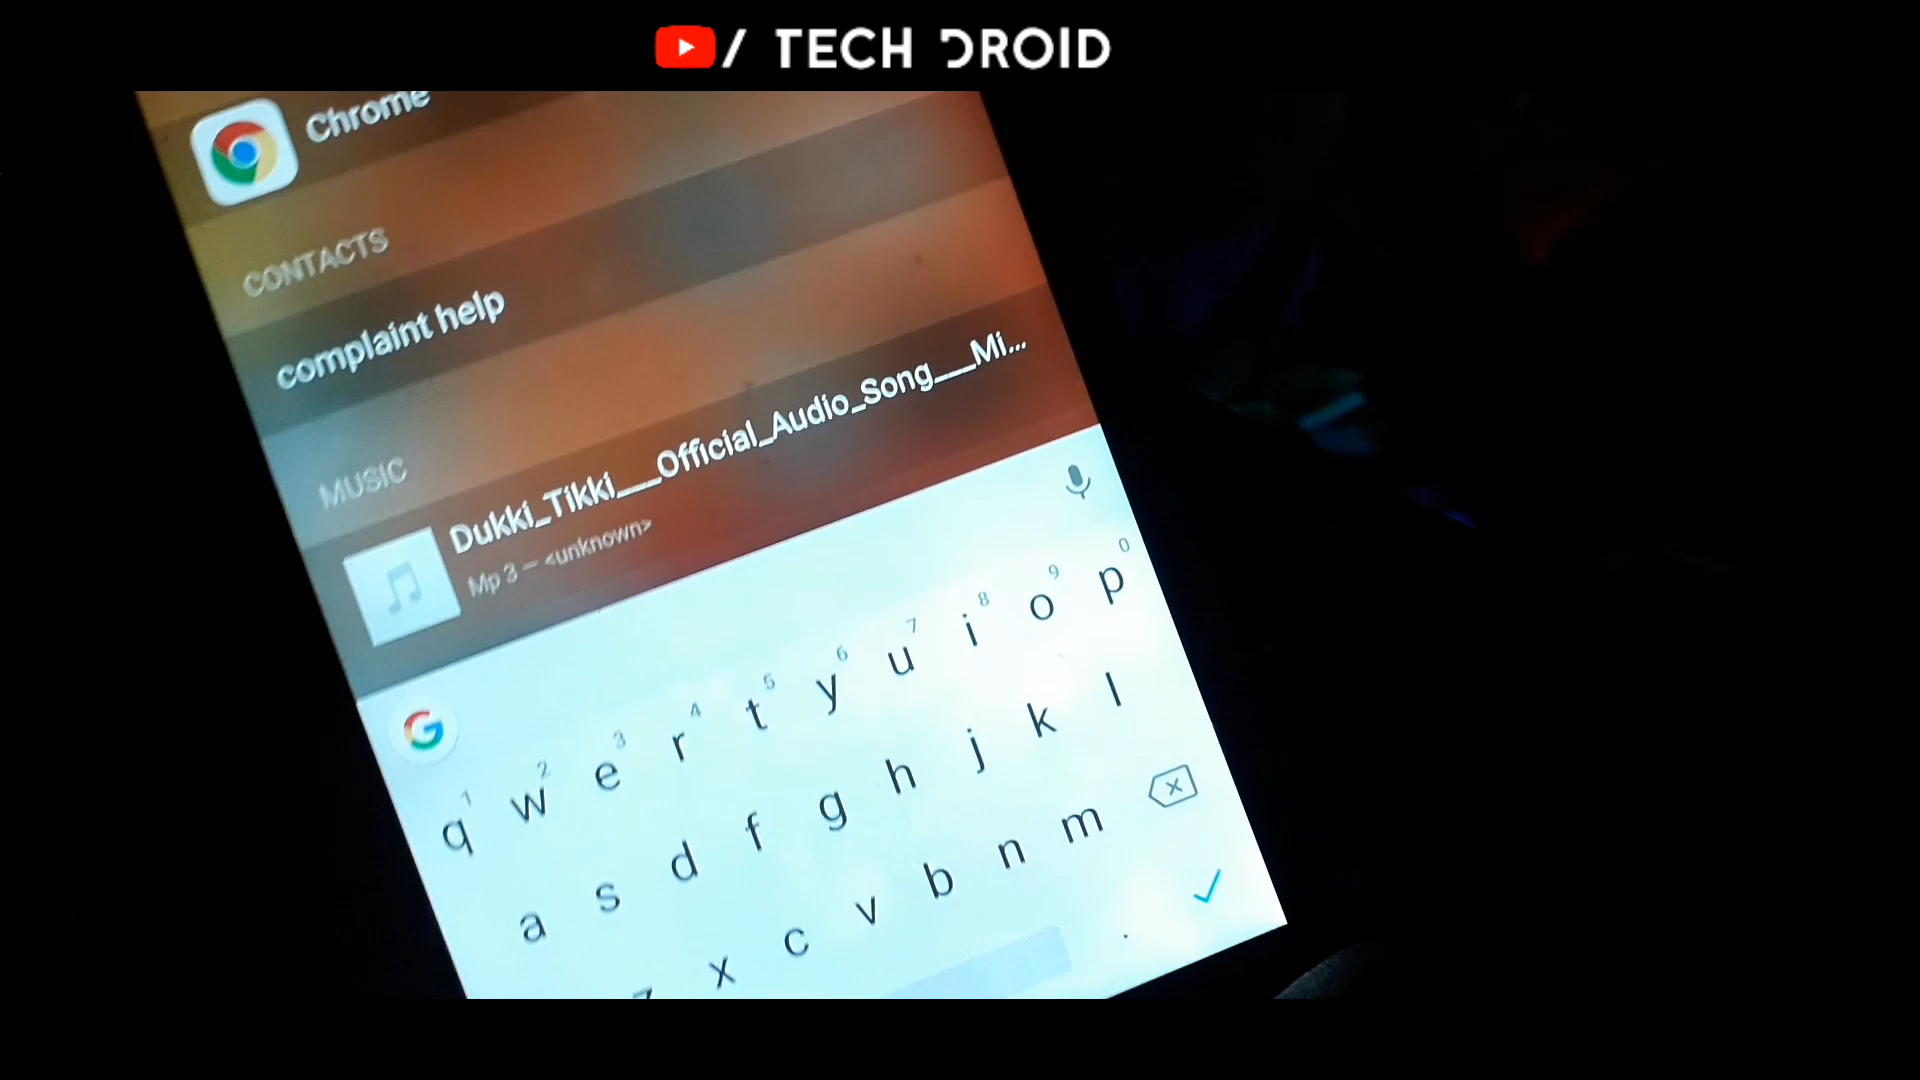 / TECH DROID
Chrome
CONTACTS
complaint help
MUSIC
Dukki_Tikki___Official_Audio_Song___Mi...
Mp 3 – <unknown>
G
q 1 w 2 e 3 r 4 t 5 y 6 u 7 i 8 o 9 p 0
a s d f g h j k l
z x c v b n m
.